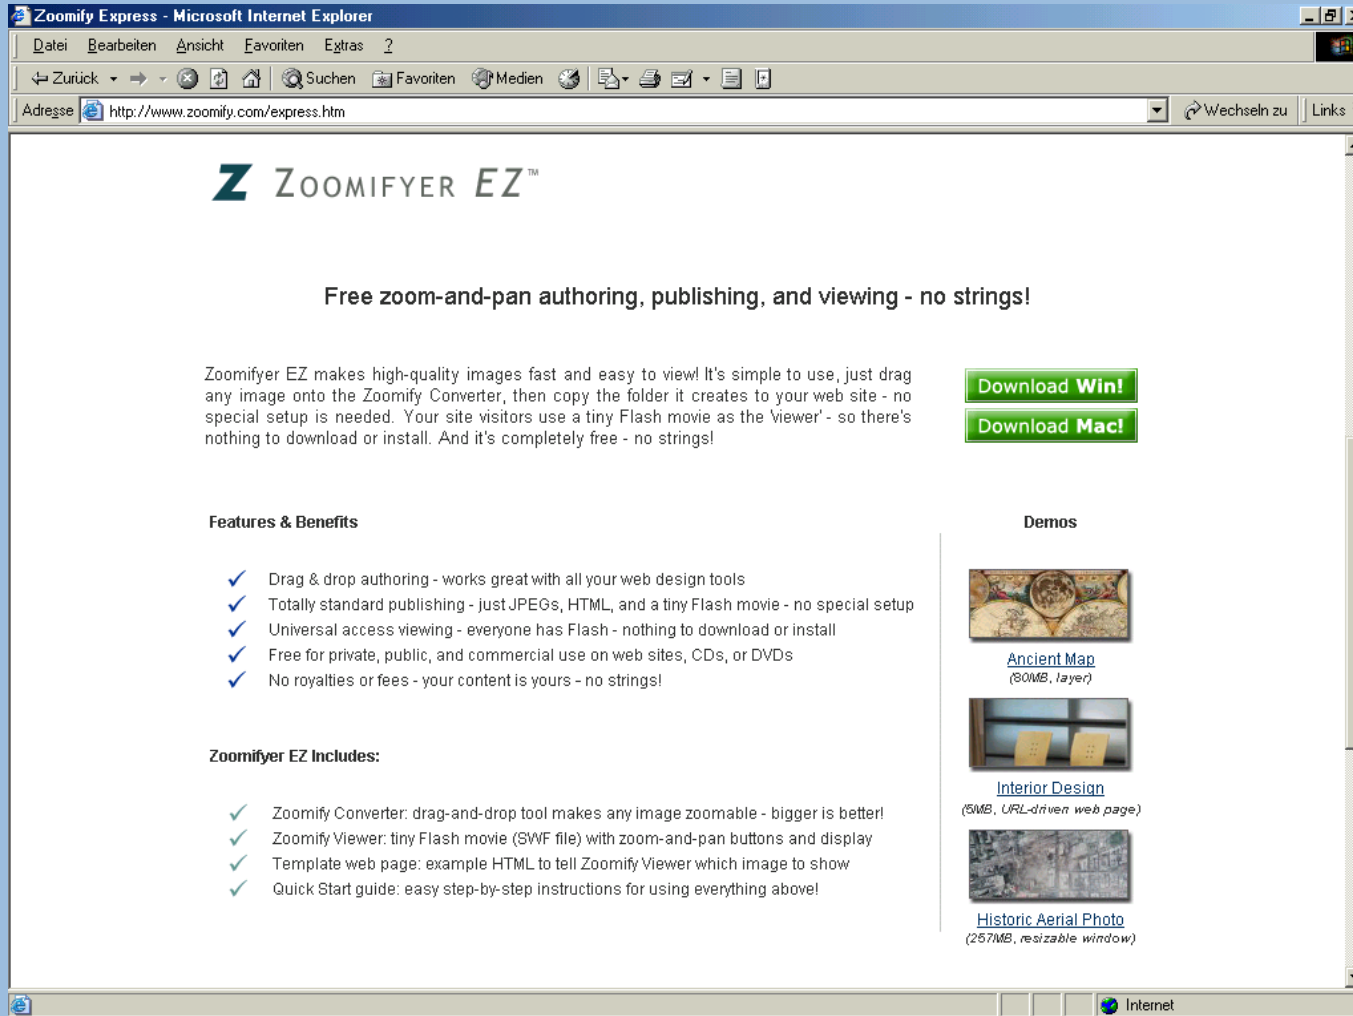 Zoomify Express - Microsoft Internet Explorer
Datei Bearbeiten Ansicht Favoriten Extras ?
Zurück Suchen Favoriten Medien
Adresse http://www.zoomify.com/express.htm Wechseln zu Links
Z ZOOMIFYER EZ™
Free zoom-and-pan authoring, publishing, and viewing - no strings!
Zoomifyer EZ makes high-quality images fast and easy to view! It's simple to use, just drag
any image onto the Zoomify Converter, then copy the folder it creates to your web site - no
special setup is needed. Your site visitors use a tiny Flash movie as the 'viewer' - so there's
nothing to download or install. And it's completely free - no strings!
Download Win!
Download Mac!
Features & Benefits
Drag & drop authoring - works great with all your web design tools
Totally standard publishing - just JPEGs, HTML, and a tiny Flash movie - no special setup
Universal access viewing - everyone has Flash - nothing to download or install
Free for private, public, and commercial use on web sites, CDs, or DVDs
No royalties or fees - your content is yours - no strings!
Zoomifyer EZ Includes:
Zoomify Converter: drag-and-drop tool makes any image zoomable - bigger is better!
Zoomify Viewer: tiny Flash movie (SWF file) with zoom-and-pan buttons and display
Template web page: example HTML to tell Zoomify Viewer which image to show
Quick Start guide: easy step-by-step instructions for using everything above!
Demos
Ancient Map
(80MB, layer)
Interior Design
(5MB, URL-driven web page)
Historic Aerial Photo
(257MB, resizable window)
Internet